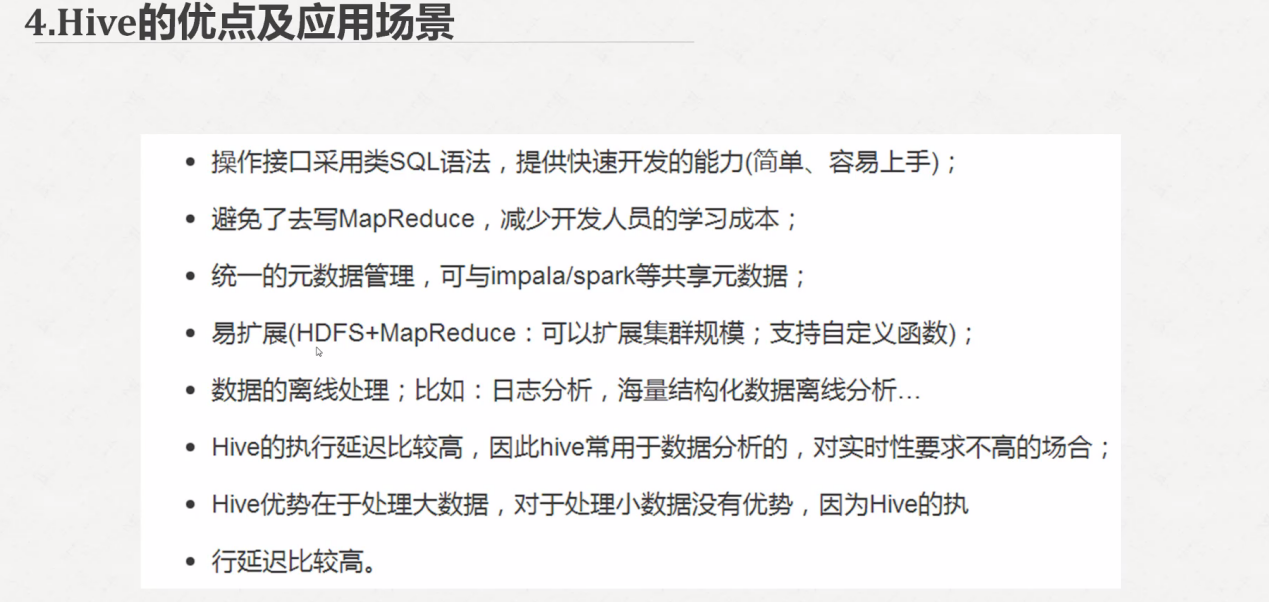 4.Hive的优点及应用场景
• 操作接口采用类SQL语法，提供快速开发的能力(简单、容易上手)；
• 避免了去写MapReduce，减少开发人员的学习成本；
• 统一的元数据管理，可与impala/spark等共享元数据；
• 易扩展(HDFS+MapReduce：可以扩展集群规模；支持自定义函数)；
• 数据的离线处理；比如：日志分析，海量结构化数据离线分析…
• Hive的执行延迟比较高，因此hive常用于数据分析的，对实时性要求不高的场合；
• Hive优势在于处理大数据，对于处理小数据没有优势，因为Hive的执
• 行延迟比较高。